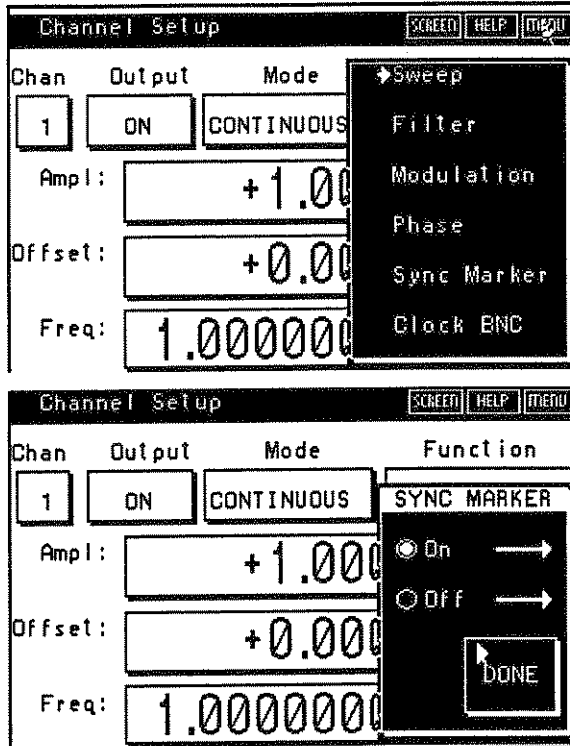 Channel Setup SCREEN HELP MENU
Chan Output Mode
1 ON CONTINUOUS
Ampl: +1.00
Offset: +0.00
Freq: 1.000000
Sweep
Filter
Modulation
Phase
Sync Marker
Clock BNC
Channel Setup SCREEN HELP MENU
Chan Output Mode Function
1 ON CONTINUOUS
Ampl: +1.000
Offset: +0.000
Freq: 1.0000000
SYNC MARKER
On
Off
DONE